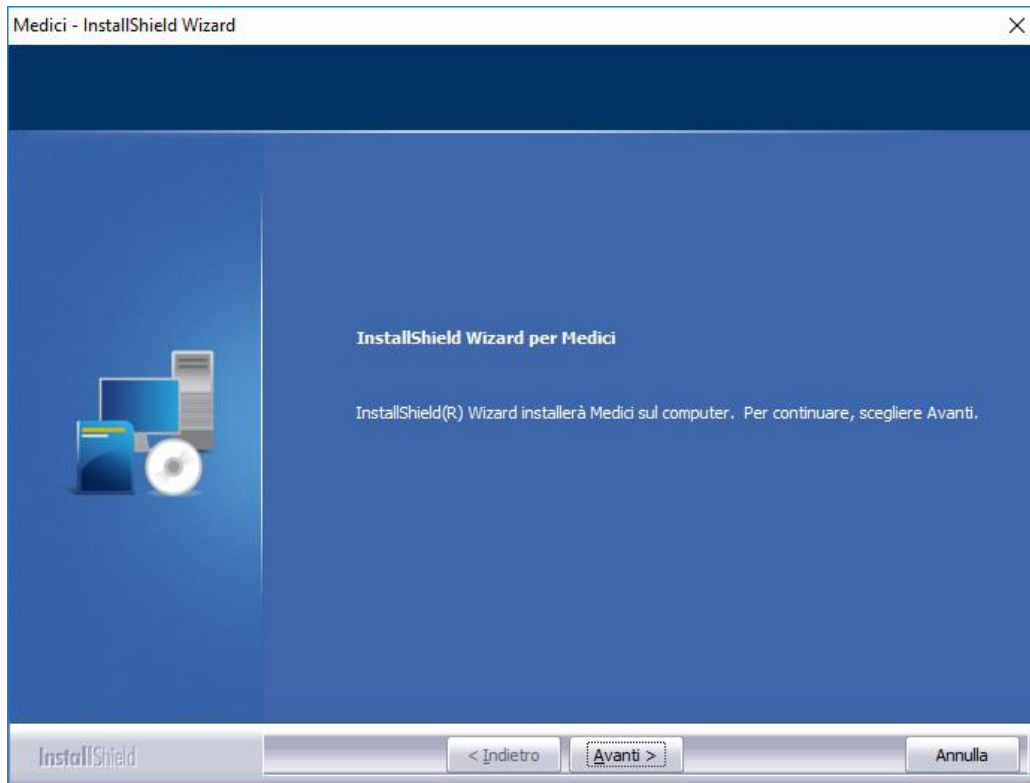 Medici - InstallShield Wizard
InstallShield Wizard per Medici
InstallShield(R) Wizard installerà Medici sul computer. Per continuare, scegliere Avanti.
InstallShield
< Indietro
Avanti >
Annulla